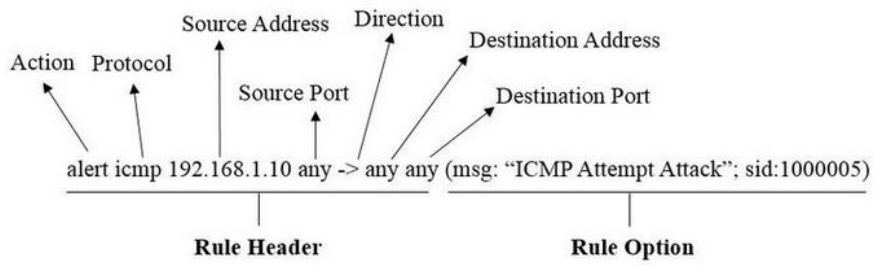 Source Address
Direction
Destination Address
Action Protocol
Source Port
Destination Port
alert icmp 192.168.1.10 any -> any any (msg: “ICMP Attempt Attack”; sid:1000005)
Rule Header
Rule Option